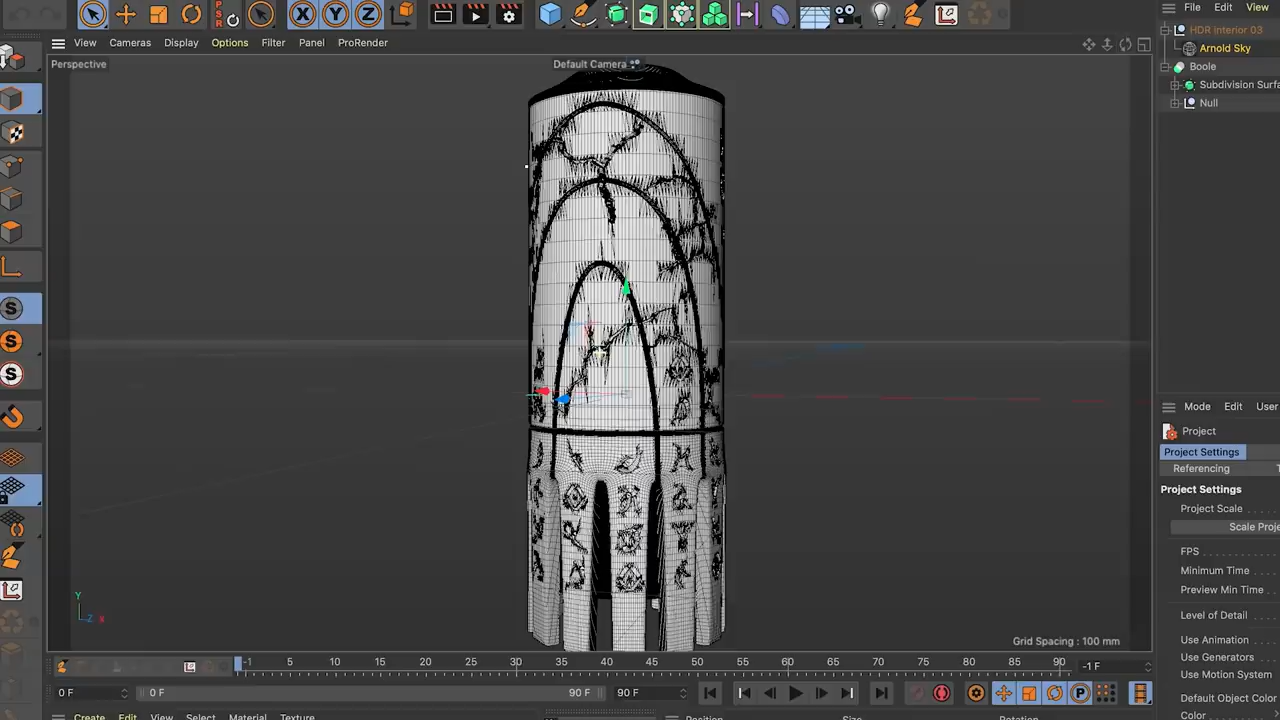 File Edit View
X Y Z
PSR
View Cameras Display Options Filter Panel ProRender
HDR Interior 03
Arnold Sky
Boole
Subdivision Surfa
Null
Perspective
Default Camera
S
S
S
Mode Edit User
Project
Project Settings
Referencing
Project Settings
Project Scale
Scale Proje
FPS
Minimum Time
Preview Min Time
Level of Detail
Use Animation
Use Generators
Use Motion System
Default Object Color
Color
Y
Z X
Grid Spacing : 100 mm
-1 5 10 15 20 25 30 35 40 45 50 55 60 65 70 75 80 85 90
-1 F
0 F 0 F 90 F 90 F
P
Create Edit View Select Material Texture
Position Size Rotation